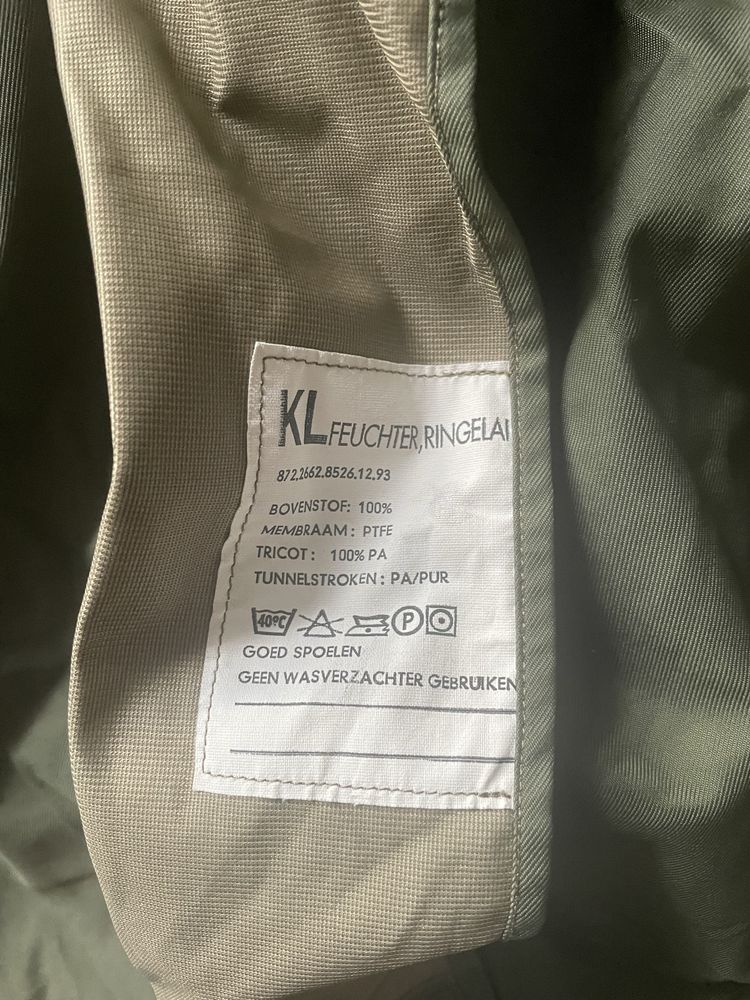 KL FEUCHTER, RINGELAI
872.2662.8526.12.93
BOVENSTOF: 100%
MEMBRAAM: PTFE
TRICOT: 100% PA
TUNNELSTROKEN: PA/PUR
40°C P
GOED SPOELEN
GEEN WASVERZACHTER GEBRUIKEN